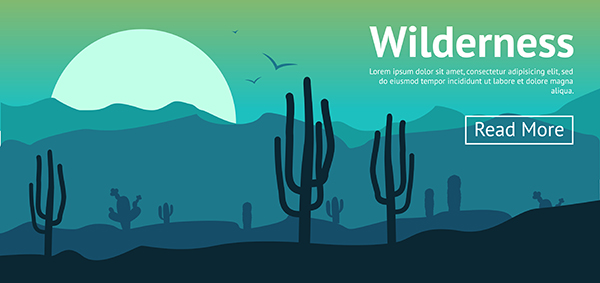 Wilderness
Lorem ipsum dolor sit amet, consectetur adipiscing elit, sed
do eiusmod tempor incididunt ut labore et dolore magna
aliqua.
Read More